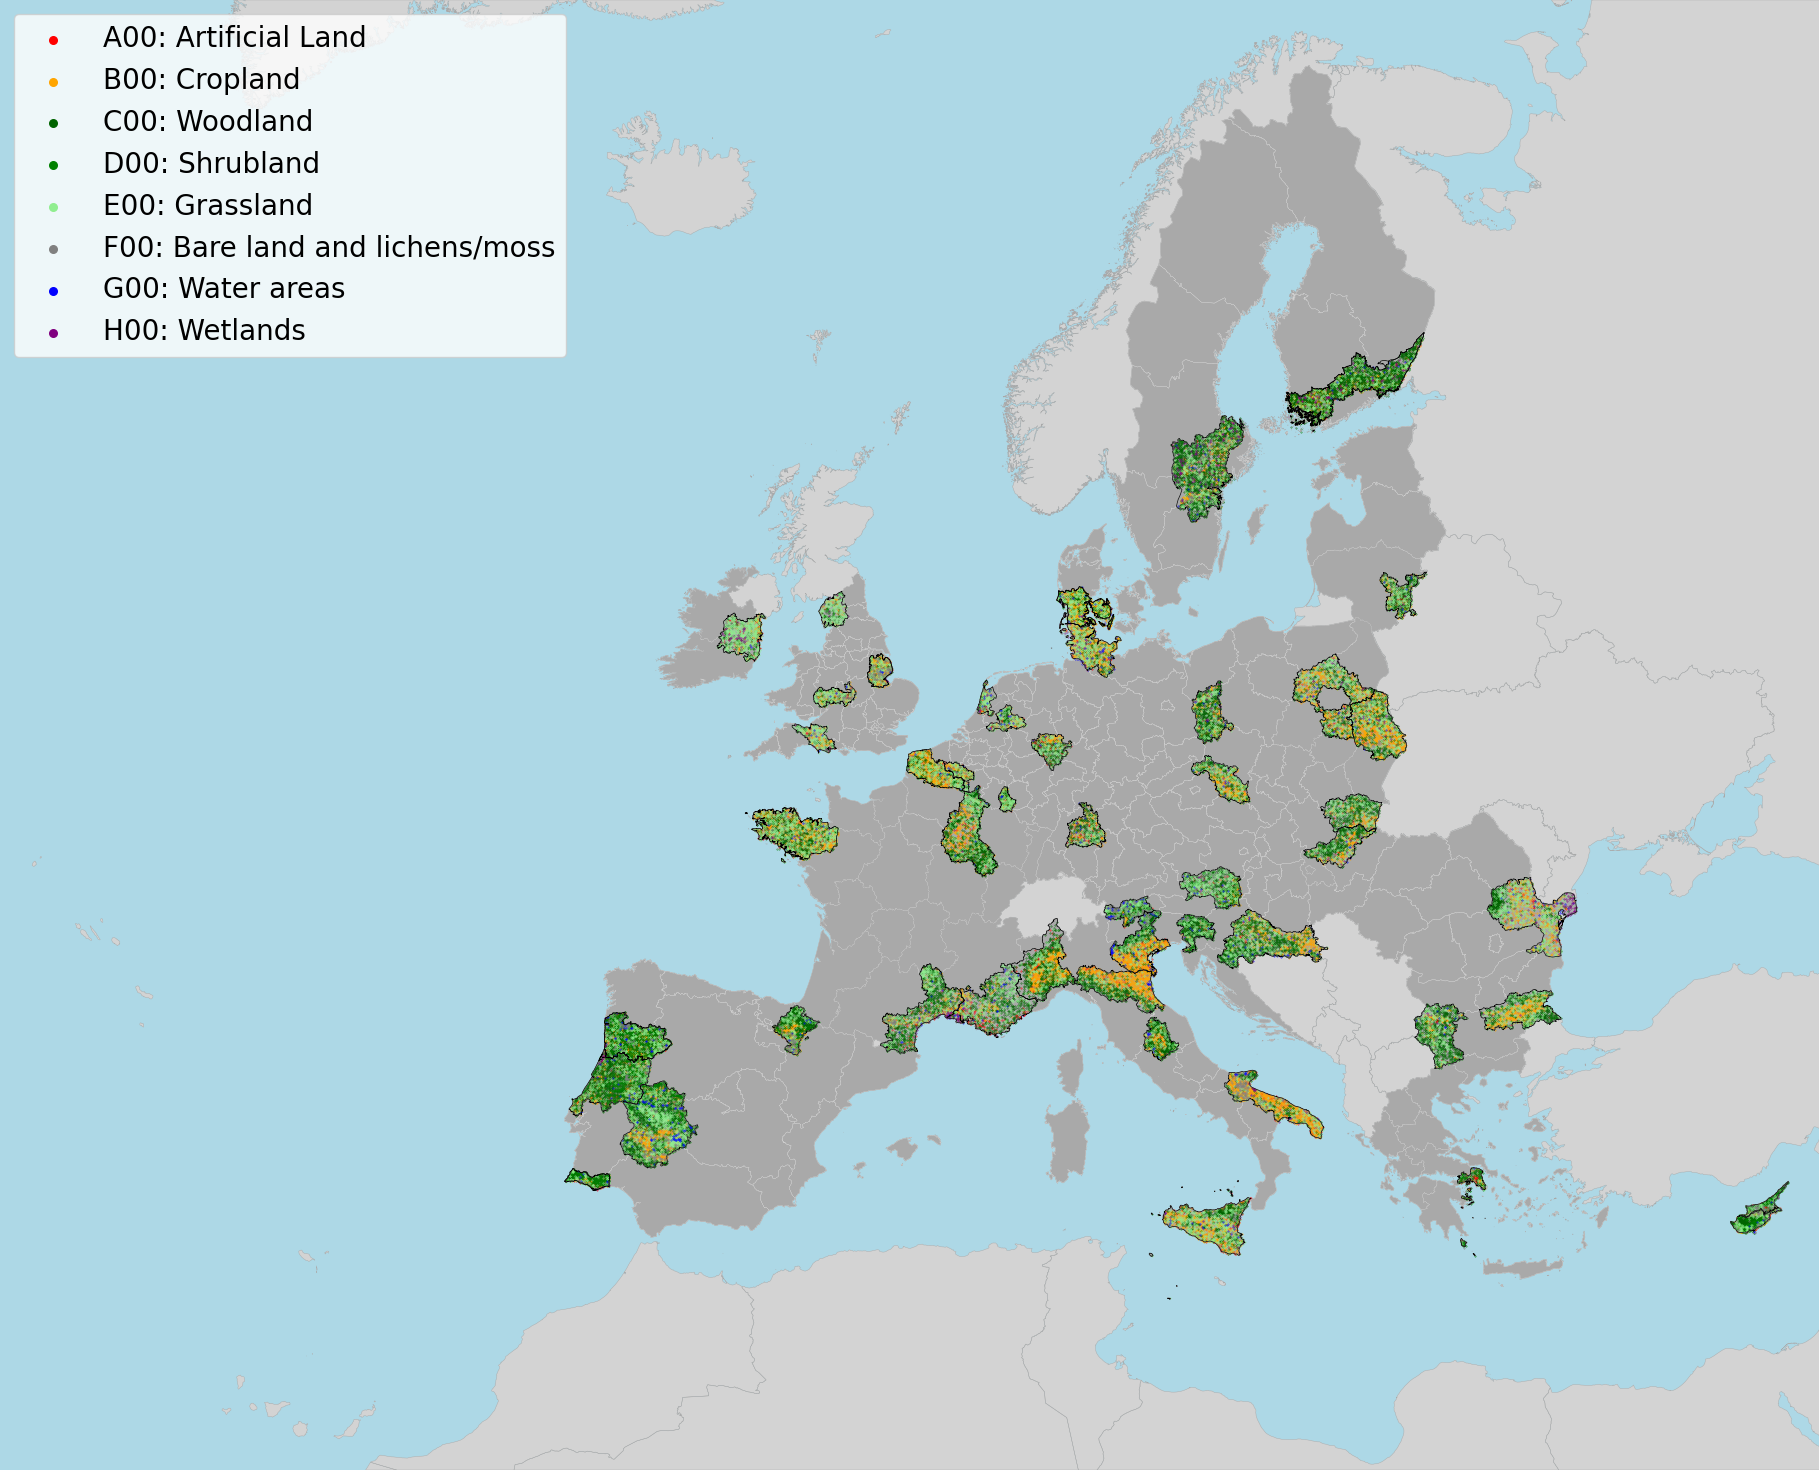 A00: Artificial Land
B00: Cropland
C00: Woodland
D00: Shrubland
E00: Grassland
F00: Bare land and lichens/moss
G00: Water areas
H00: Wetlands